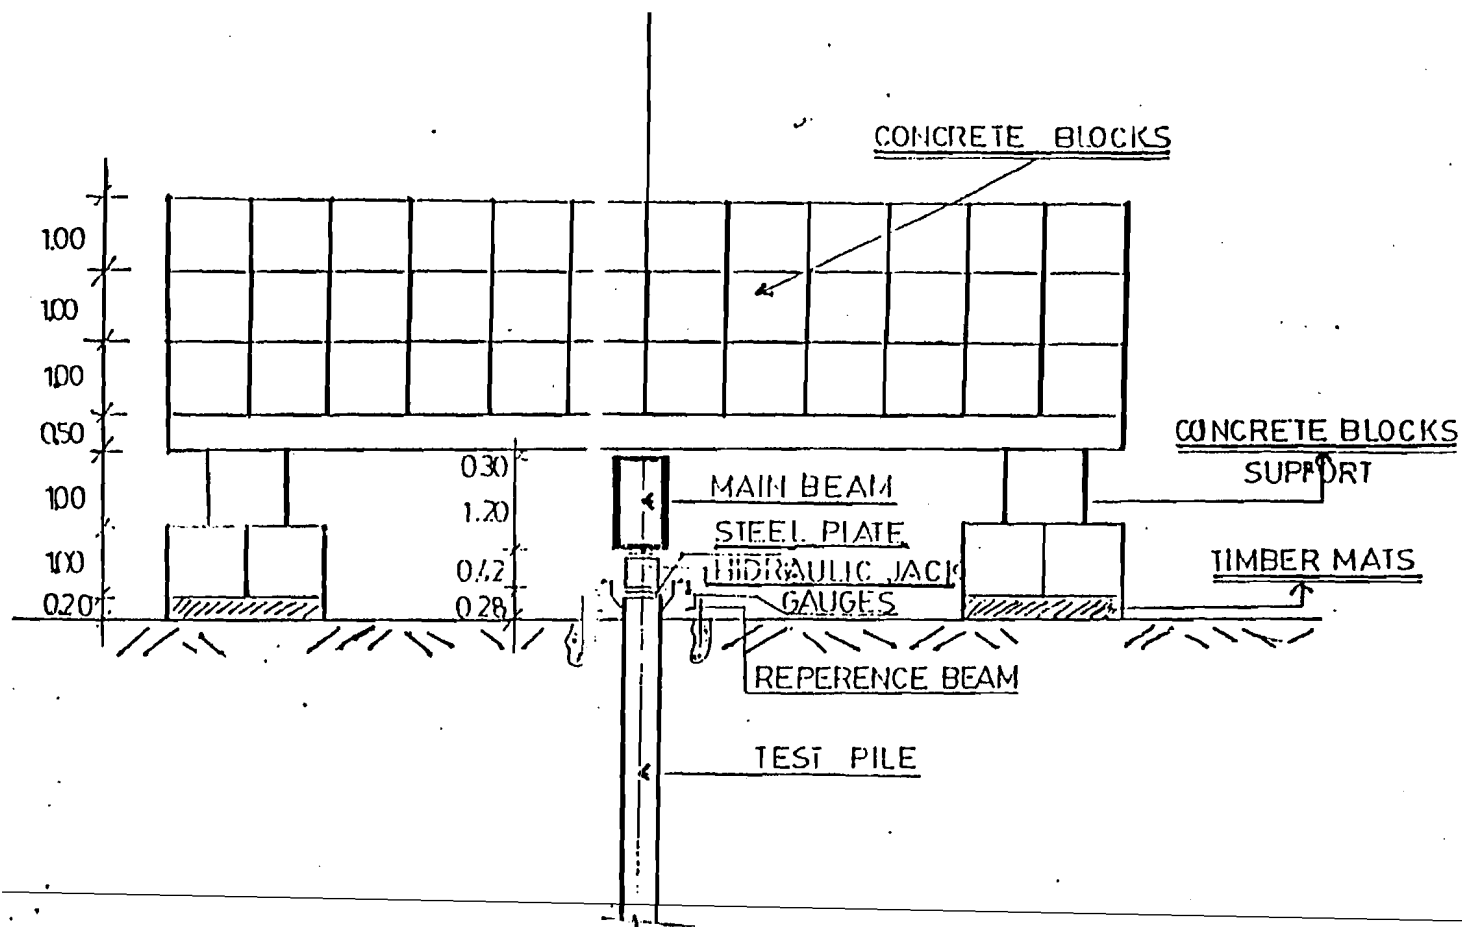 CONCRETE BLOCKS
1.00
1.00
1.00
0.50
1.00
1.00
0.20
0.30
1.20
0.42
0.28
MAIN BEAM
STEEL PLATE
HIDRAULIC JACK
GAUGES
REPERENCE BEAM
TEST PILE
CONCRETE BLOCKS
SUPPORT
TIMBER MATS